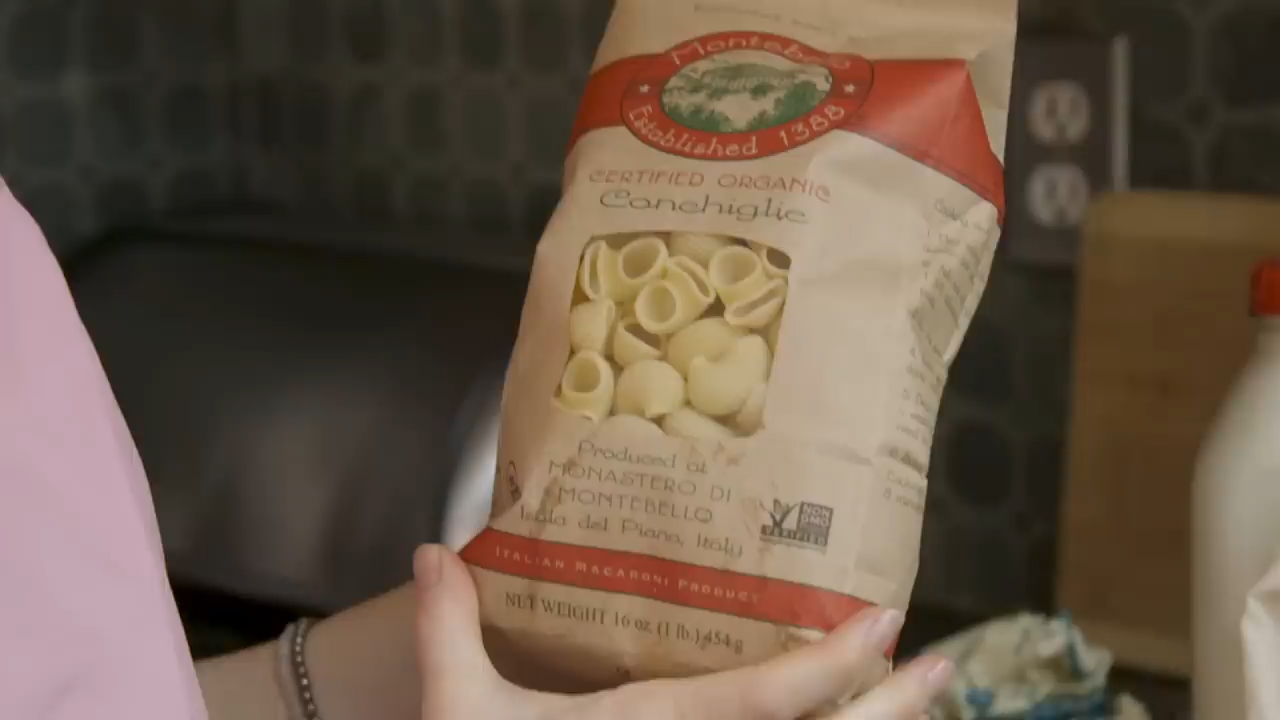 Montebello
Established 1388
CERTIFIED ORGANIC
Conchiglie
Produced at
MONASTERO DI
MONTEBELLO
Isola del Piano, Italy
NON
GMO
VERIFIED
ITALIAN MACARONI PRODUCT
NET WEIGHT 16 oz. (1 lb.) 454 g